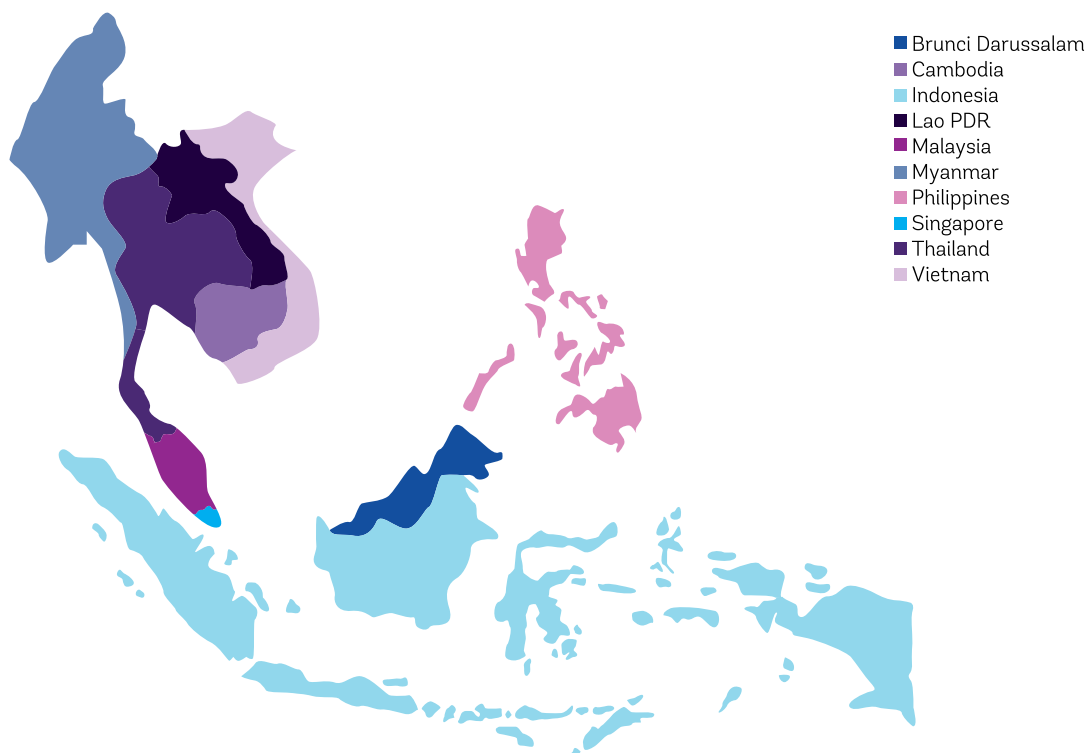 Brunci Darussalam
Cambodia
Indonesia
Lao PDR
Malaysia
Myanmar
Philippines
Singapore
Thailand
Vietnam